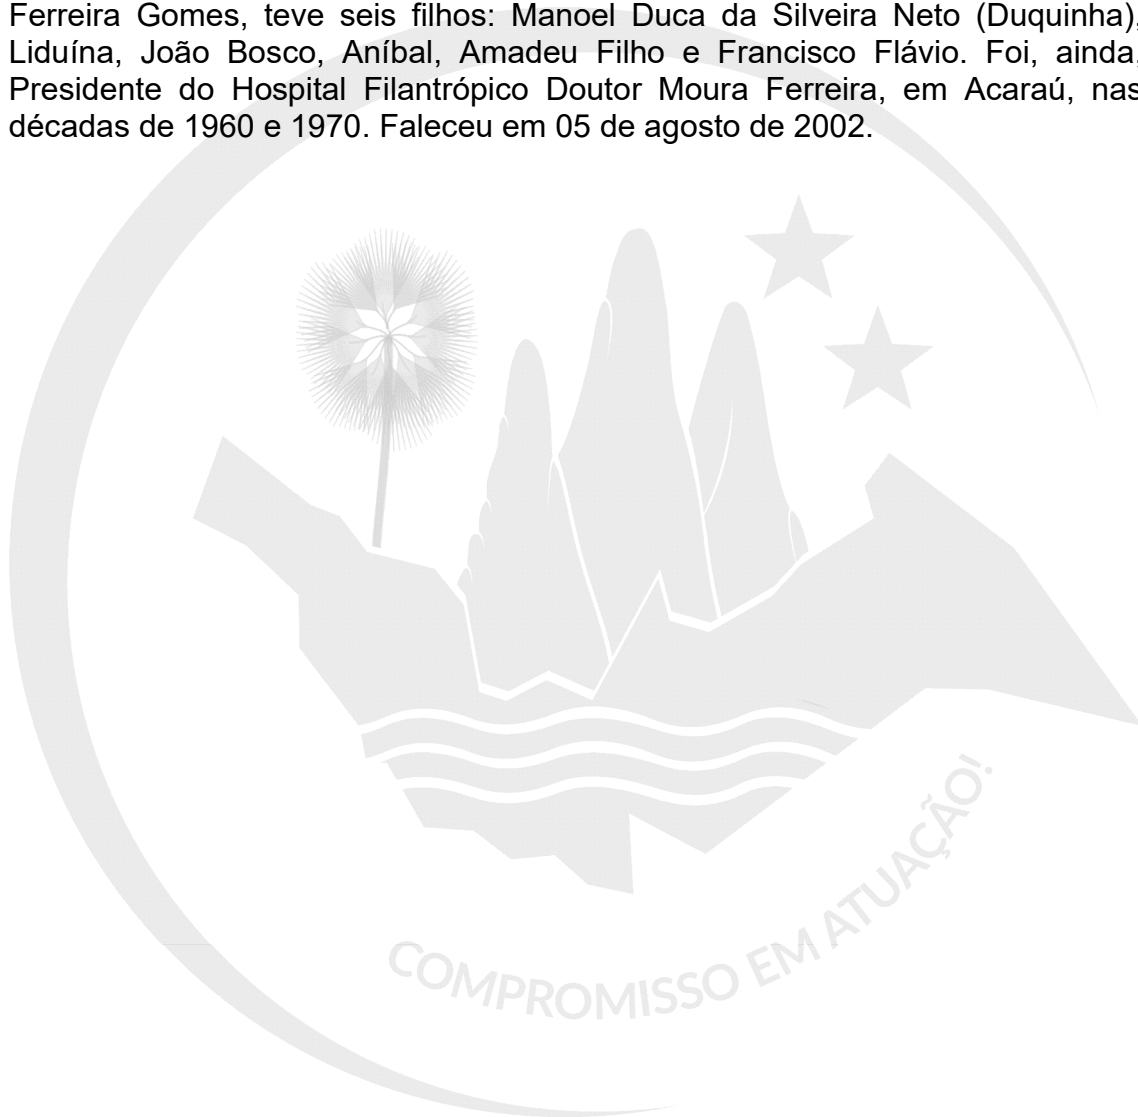 Ferreira Gomes, teve seis filhos: Manoel Duca da Silveira Neto (Duquinha),
Liduína, João Bosco, Aníbal, Amadeu Filho e Francisco Flávio. Foi, ainda,
Presidente do Hospital Filantrópico Doutor Moura Ferreira, em Acaraú, nas
décadas de 1960 e 1970. Faleceu em 05 de agosto de 2002.
COMPROMISSO EM ATUAÇÃO!